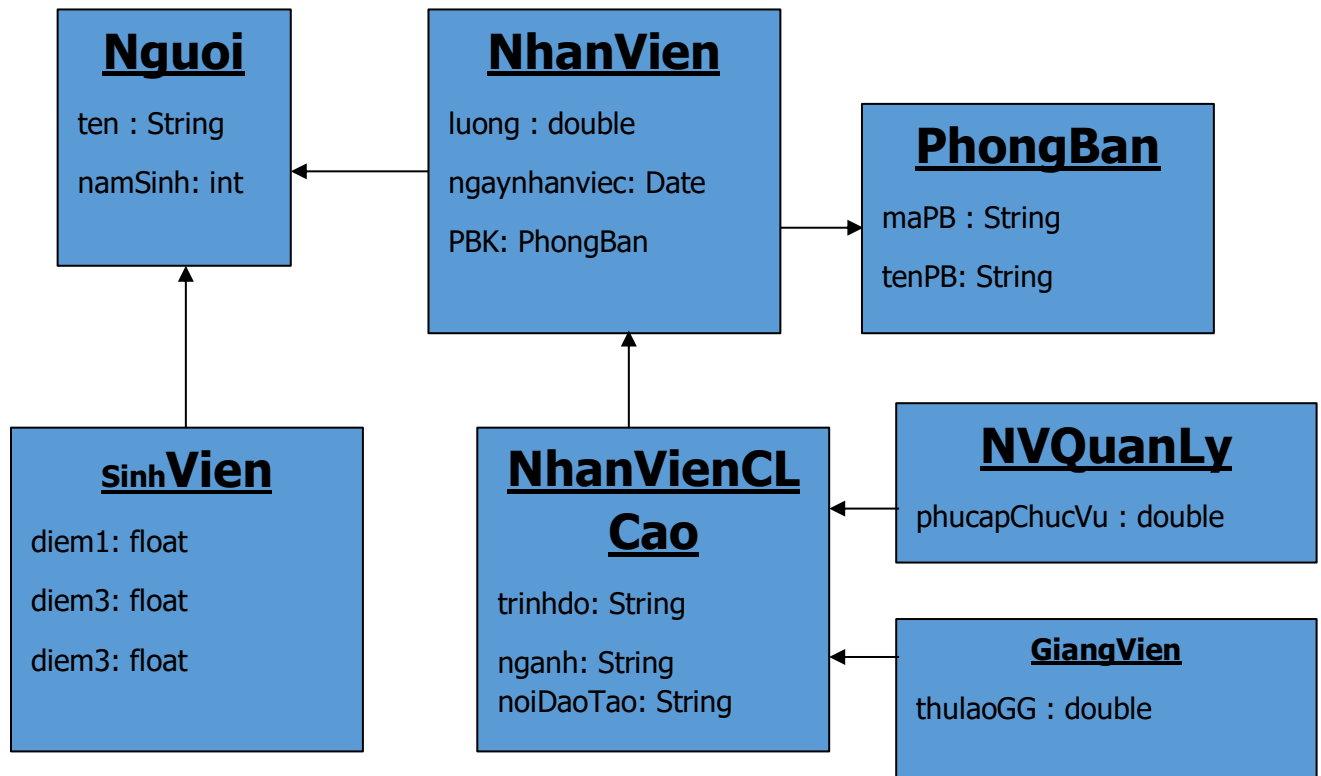 Nguoi
ten : String
namSinh: int
NhanVien
luong : double
ngaynhanviec: Date
PBK: PhongBan
PhongBan
maPB : String
tenPB: String
SinhVien
diem1: float
diem3: float
diem3: float
NhanVienCL
Cao
trinhdo: String
nganh: String
noiDaoTao: String
NVQuanLy
phucapChucVu : double
GiangVien
thulaoGG : double